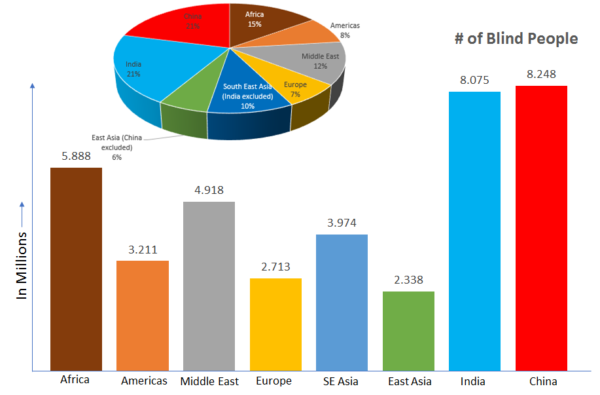 China
21%
Africa
15%
Americas
8%
Middle East
12%
Europe
7%
South East Asia
(India excluded)
10%
East Asia (China
excluded)
6%
India
21%
# of Blind People
In Millions
5.888
3.211
4.918
2.713
3.974
2.338
8.075
8.248
Africa
Americas
Middle East
Europe
SE Asia
East Asia
India
China